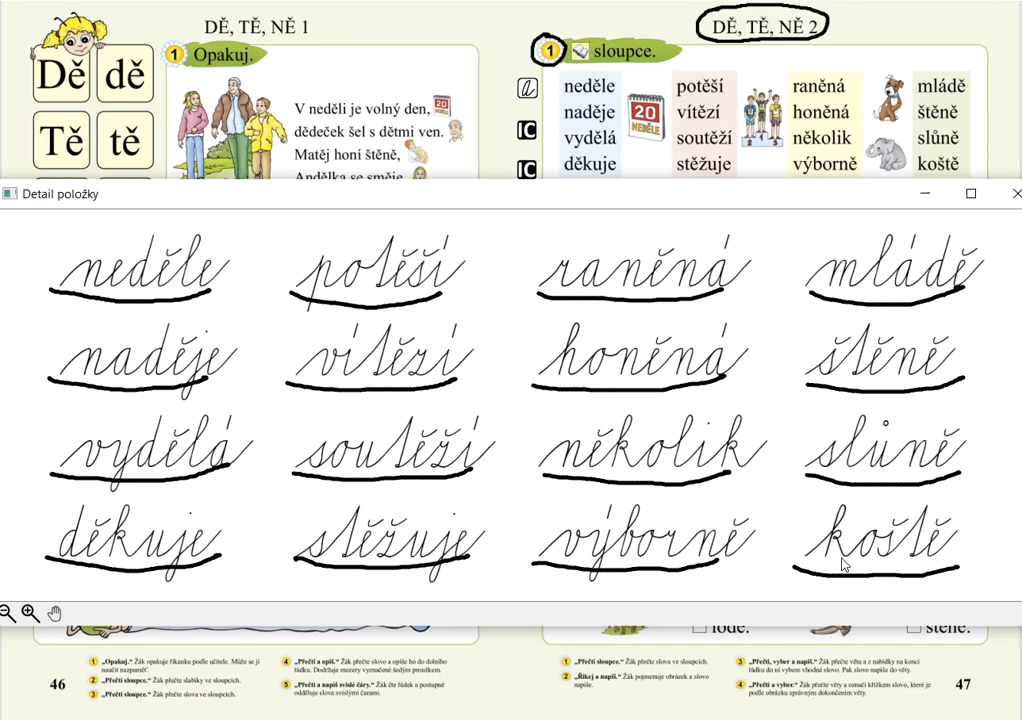 DĚ, TĚ, NĚ 1
DĚ, TĚ, NĚ 2
Dě dě
Tě tě
1 Opakuj.
V neděli je volný den,
20
dědeček šel s dětmi ven.
Matěj honí štěně,
Andělka se směje
1 sloupce.
a
IC
IC
neděle potěší raněná mládě
naděje vítězí honěná štěně
vydělá soutěží několik slůně
děkuje stěžuje výborně koště
20
NEDĚLE
2 1 3
Detail položky
neděle potěší raněná mládě
naděje vítězí honěná štěně
vydělá soutěží několik slůně
děkuje stěžuje výborně koště
lodě.
štěně.
1 „Opakuj.“ Žák opakuje říkanku podle učitele. Může se ji
naučit nazpaměť.
2 „Přečti sloupce.“ Žák přečte slabiky ve sloupcích.
3 „Přečti sloupce.“ Žák přečte slova ve sloupcích.
4 „Přečti a opiš.“ Žák přečte slovo a opíše ho do dolního
řádku. Dodržuje mezery vyznačené šedým proužkem.
5 „Přečti a napiš svislé čáry.“ Žák čte řádek a postupně
odděluje slova svislými čarami.
46
1 „Přečti sloupce.“ Žák přečte slova ve sloupcích.
2 „Říkej a napiš.“ Žák pojmenuje obrázek a slovo
napíše.
3 „Přečti, vyber a napiš.“ Žák přečte větu a z nabídky na konci
řádku do ní vybere vhodné slovo. Pak slovo napíše do věty.
4 „Přečti a vyber.“ Žák přečte věty a označí křížkem slovo, které je
podle obrázku správným dokončením věty.
47